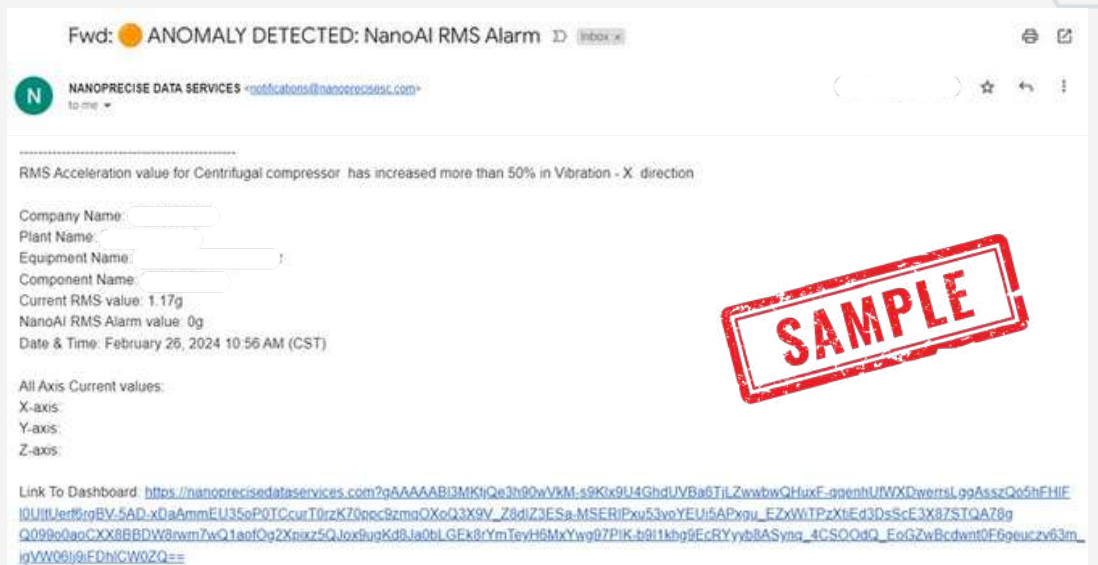 Fwd: 🟠 ANOMALY DETECTED: NanoAI RMS Alarm Inbox x
N
NANOPRECISE DATA SERVICES <notifications@nanoprecisesc.com>
to me
----------------------------------------------
RMS Acceleration value for Centrifugal compressor has increased more than 50% in Vibration - X direction
Company Name:
Plant Name:
Equipment Name:
Component Name:
Current RMS value: 1.17g
NanoAI RMS Alarm value: 0g
Date & Time: February 26, 2024 10:56 AM (CST)
SAMPLE
All Axis Current values:
X-axis:
Y-axis:
Z-axis:
Link To Dashboard: